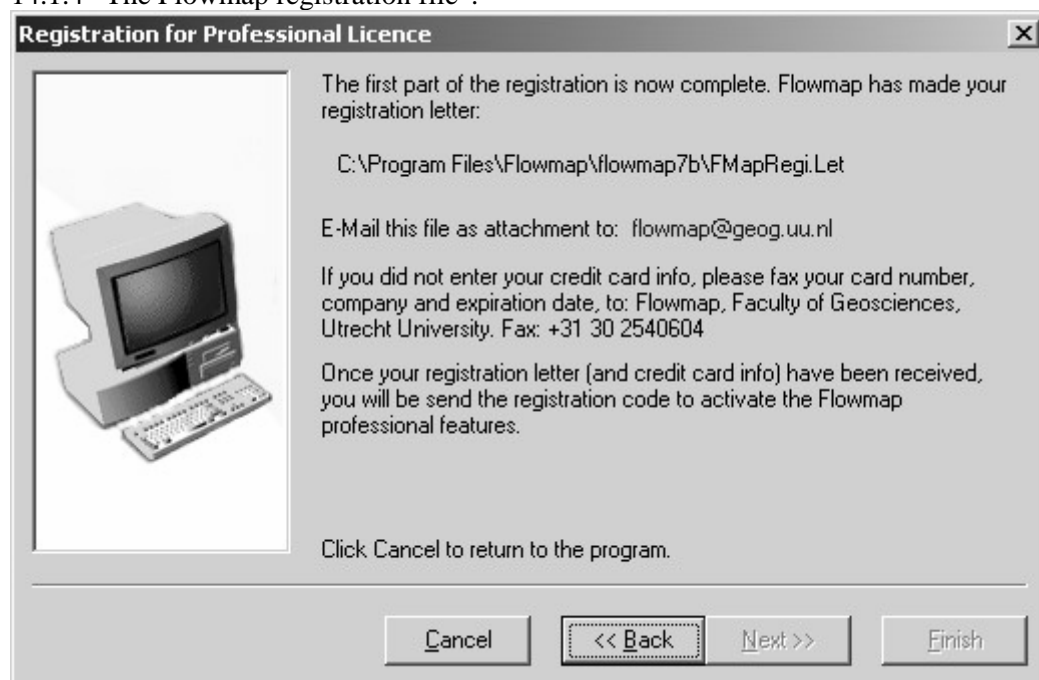 14.1.4 "The Flowmap registration file".
Registration for Professional Licence
The first part of the registration is now complete. Flowmap has made your
registration letter:
C:\Program Files\Flowmap\flowmap7b\FMapRegi.Let
E-Mail this file as attachment to: flowmap@geog.uu.nl
If you did not enter your credit card info, please fax your card number,
company and expiration date, to: Flowmap, Faculty of Geosciences,
Utrecht University. Fax: +31 30 2540604
Once your registration letter (and credit card info) have been received,
you will be send the registration code to activate the Flowmap
professional features.
Click Cancel to return to the program.
Cancel
<< Back
Next >>
Finish